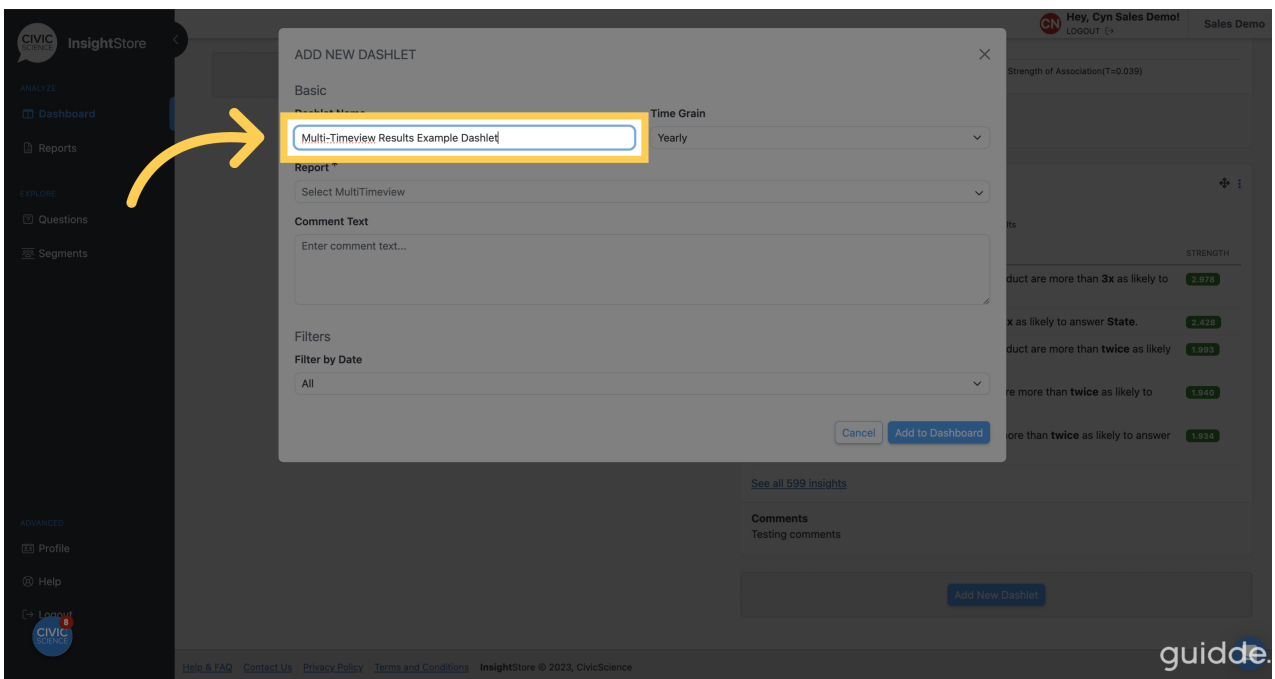 CIVIC
SCIENCE
InsightStore
Hey, Cyn Sales Demo!
CN
LOGOUT
Sales Demo
ANALYZE
Dashboard
Reports
EXPLORE
Questions
Segments
ADVANCED
Profile
Help
Logout
8
CIVIC
SCIENCE
ADD NEW DASHLET
Basic
Dashlet Name
Time Grain
Multi-Timeview Results Example Dashlet
Yearly
Report *
Select MultiTimeview
Comment Text
Enter comment text...
Filters
Filter by Date
All
Cancel
Add to Dashboard
Strength of Association(T=0.039)
lts
STRENGTH
duct are more than 3x as likely to
2.978
x as likely to answer State.
2.428
duct are more than twice as likely
1.993
re more than twice as likely to
1.940
ore than twice as likely to answer
1.934
See all 599 insights
Comments
Testing comments
Add New Dashlet
Help & FAQ Contact Us Privacy Policy Terms and Conditions InsightStore © 2023, CivicScience
guidde.